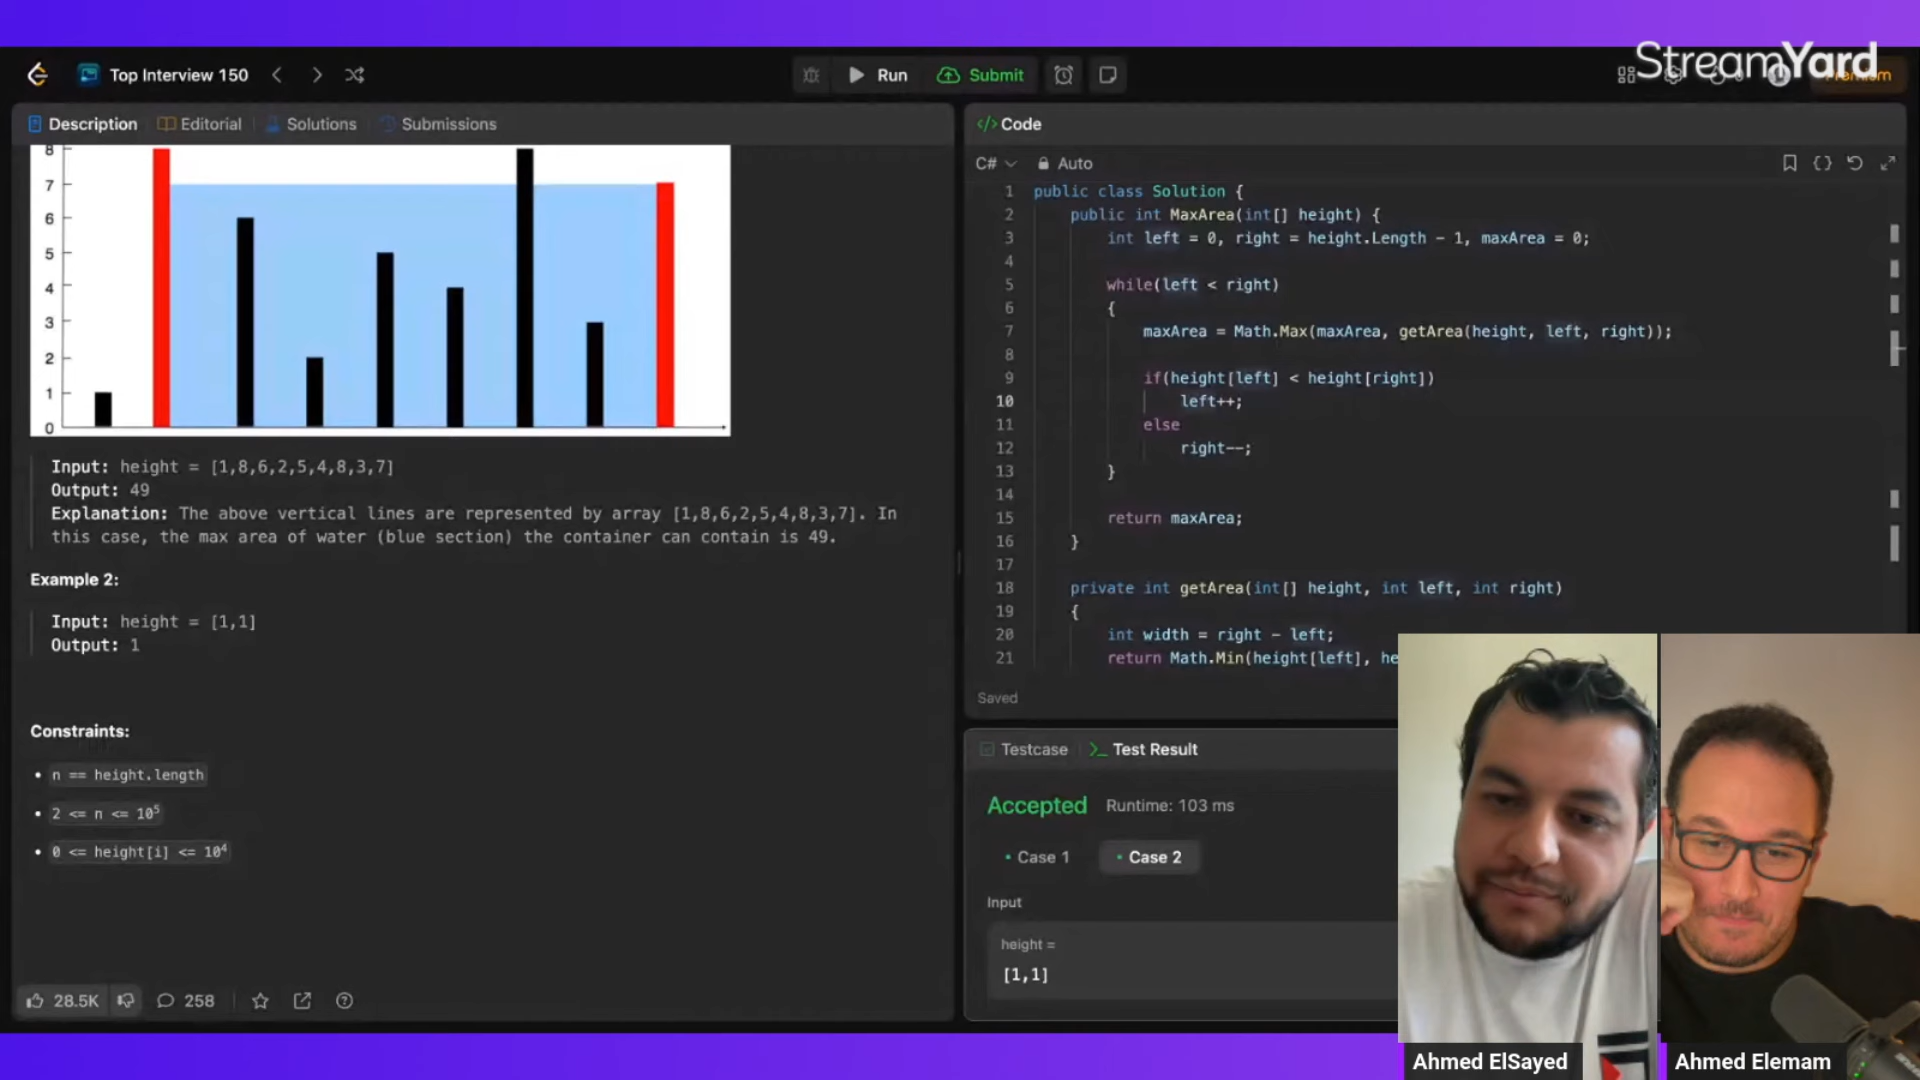 StreamYard
Top Interview 150
Run
Submit
Premium
Description
Editorial
Solutions
Submissions
8
7
6
5
4
3
2
1
0
Input: height = [1,8,6,2,5,4,8,3,7]
Output: 49
Explanation: The above vertical lines are represented by array [1,8,6,2,5,4,8,3,7]. In
this case, the max area of water (blue section) the container can contain is 49.
Example 2:
Input: height = [1,1]
Output: 1
Constraints:
• n == height.length
• 2 <= n <= 10⁵
• 0 <= height[i] <= 10⁴
28.5K
258
</> Code
C#
Auto
1 public class Solution {
2 public int MaxArea(int[] height) {
3 int left = 0, right = height.Length - 1, maxArea = 0;
4
5 while(left < right)
6 {
7 maxArea = Math.Max(maxArea, getArea(height, left, right));
8
9 if(height[left] < height[right])
10 left++;
11 else
12 right--;
13 }
14
15 return maxArea;
16 }
17
18 private int getArea(int[] height, int left, int right)
19 {
20 int width = right - left;
21 return Math.Min(height[left], he
Saved
Testcase
>_ Test Result
Accepted Runtime: 103 ms
• Case 1
• Case 2
Input
height =
[1,1]
Ahmed ElSayed
Ahmed Elemam